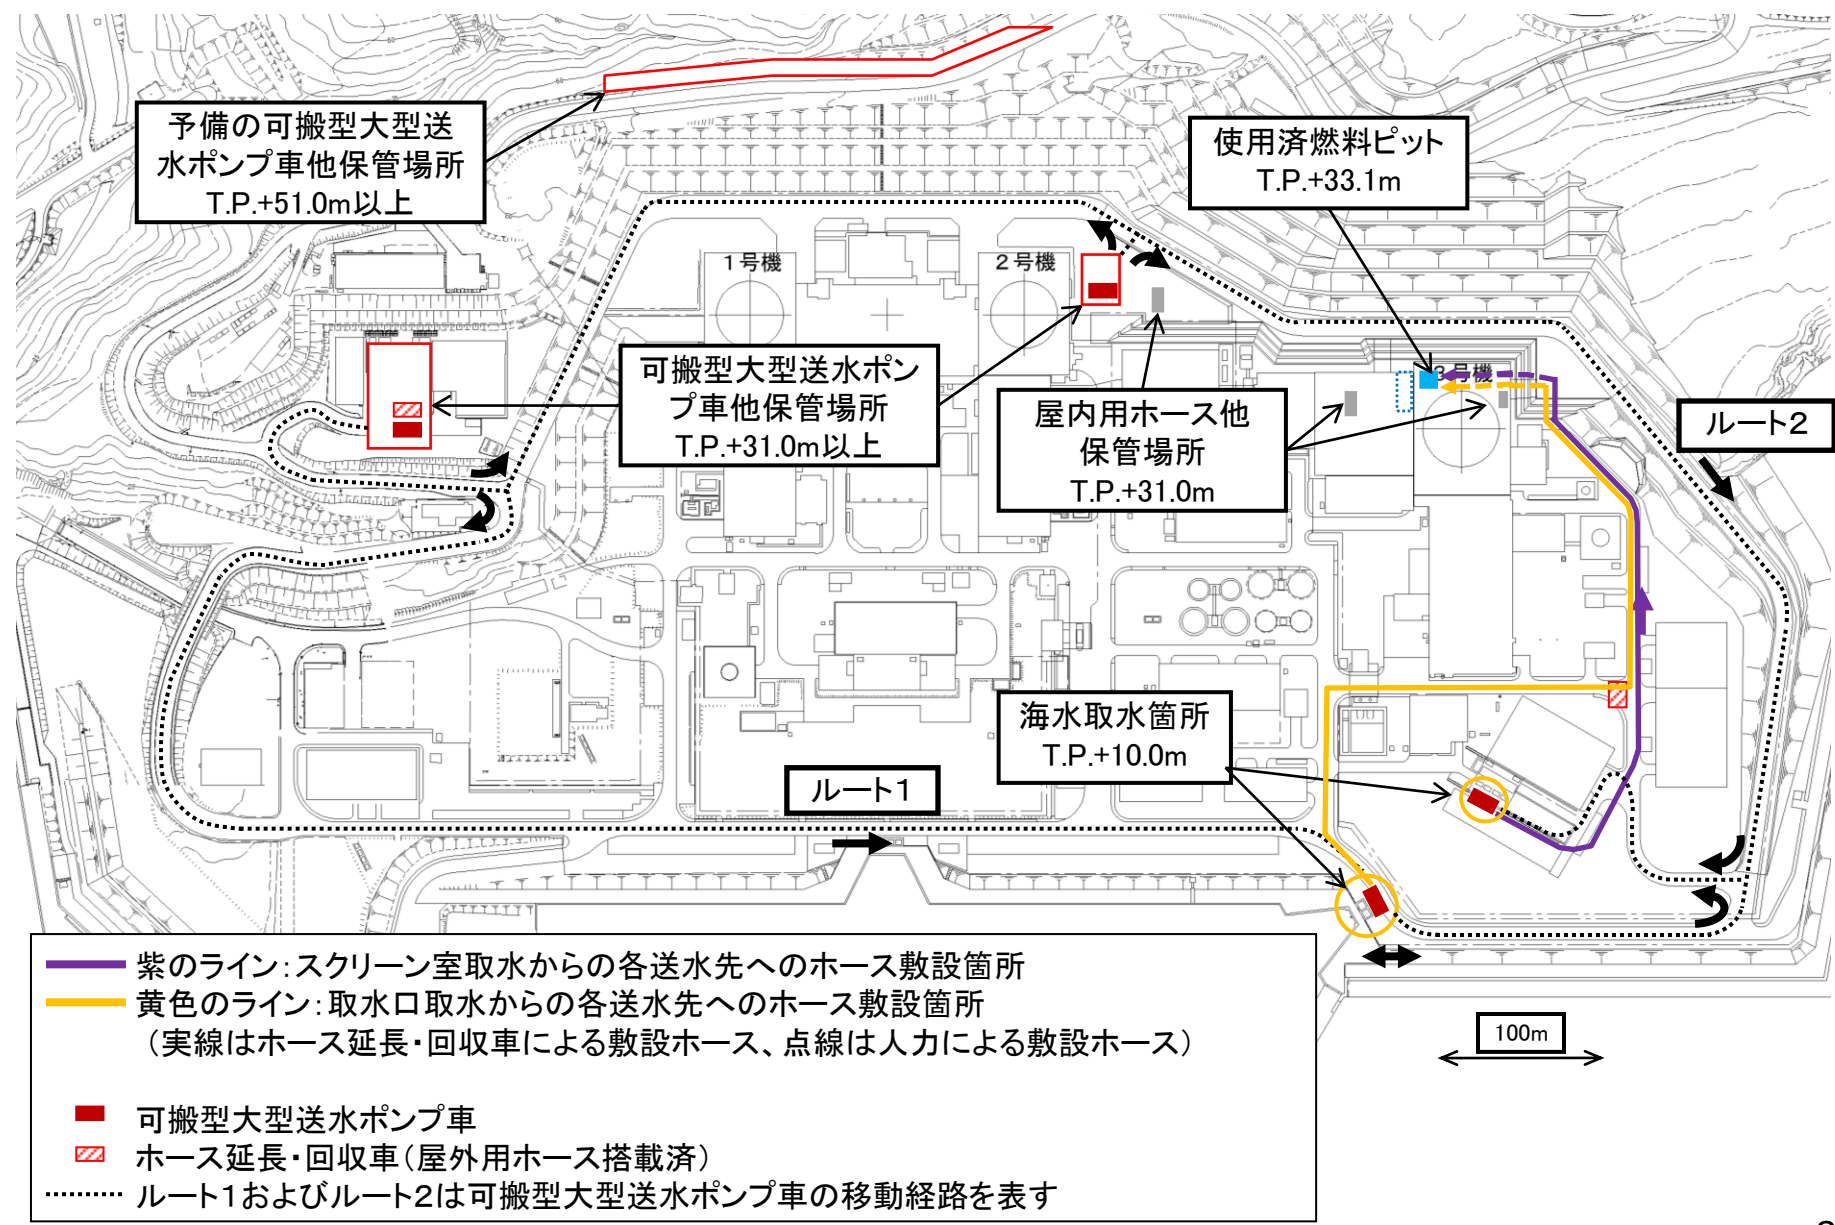 予備の可搬型大型送
水ポンプ車他保管場所
T.P.+51.0m以上
使用済燃料ピット
T.P.+33.1m
1号機
2号機
3号機
可搬型大型送水ポン
プ車他保管場所
T.P.+31.0m以上
屋内用ホース他
保管場所
T.P.+31.0m
ルート2
海水取水箇所
T.P.+10.0m
ルート1
紫のライン:スクリーン室取水からの各送水先へのホース敷設箇所
黄色のライン:取水口取水からの各送水先へのホース敷設箇所
(実線はホース延長・回収車による敷設ホース、点線は人力による敷設ホース)
100m
可搬型大型送水ポンプ車
ホース延長・回収車(屋外用ホース搭載済)
ルート1およびルート2は可搬型大型送水ポンプ車の移動経路を表す